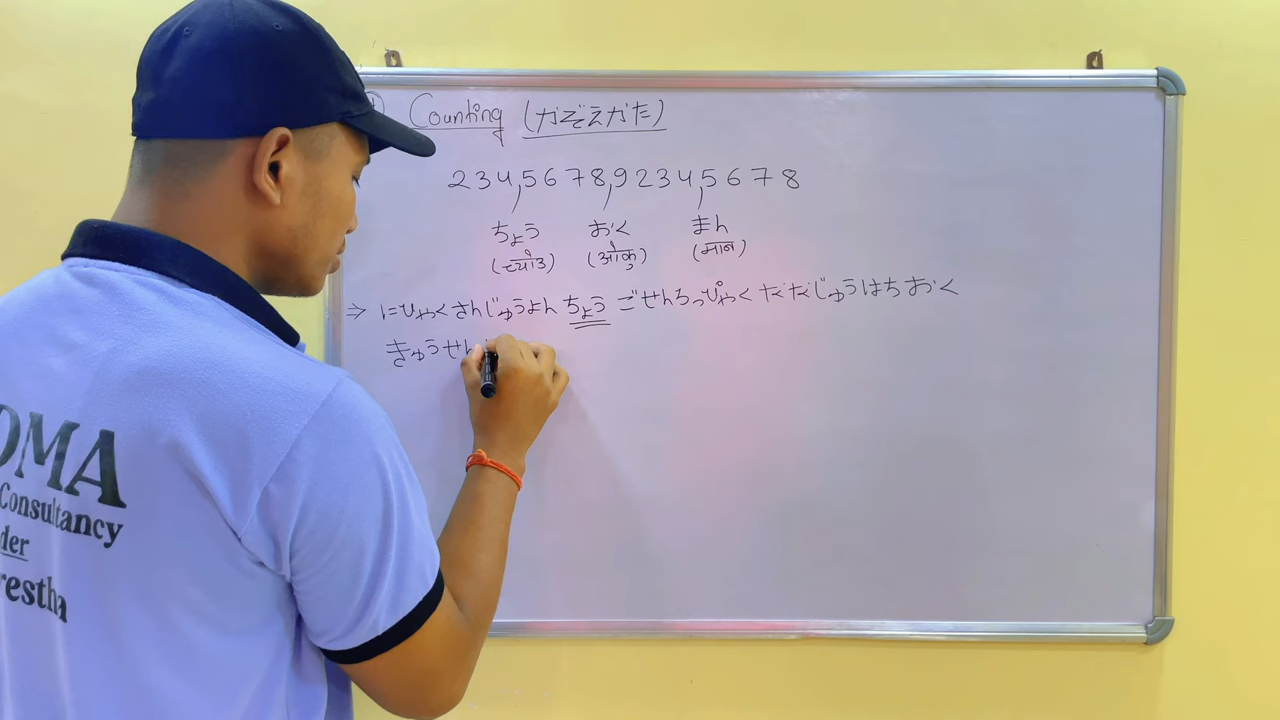 Counting (かぞえかた)
234,5678,9234,5678
ちょう おく まん
(च्यौउ) (ओकु) (मान)
⇒ にひゃくさんじゅうよん ちょう ごせんろっぴゃく ななじゅうはちおく
きゅうせん
OMA
Consultancy
der
restha